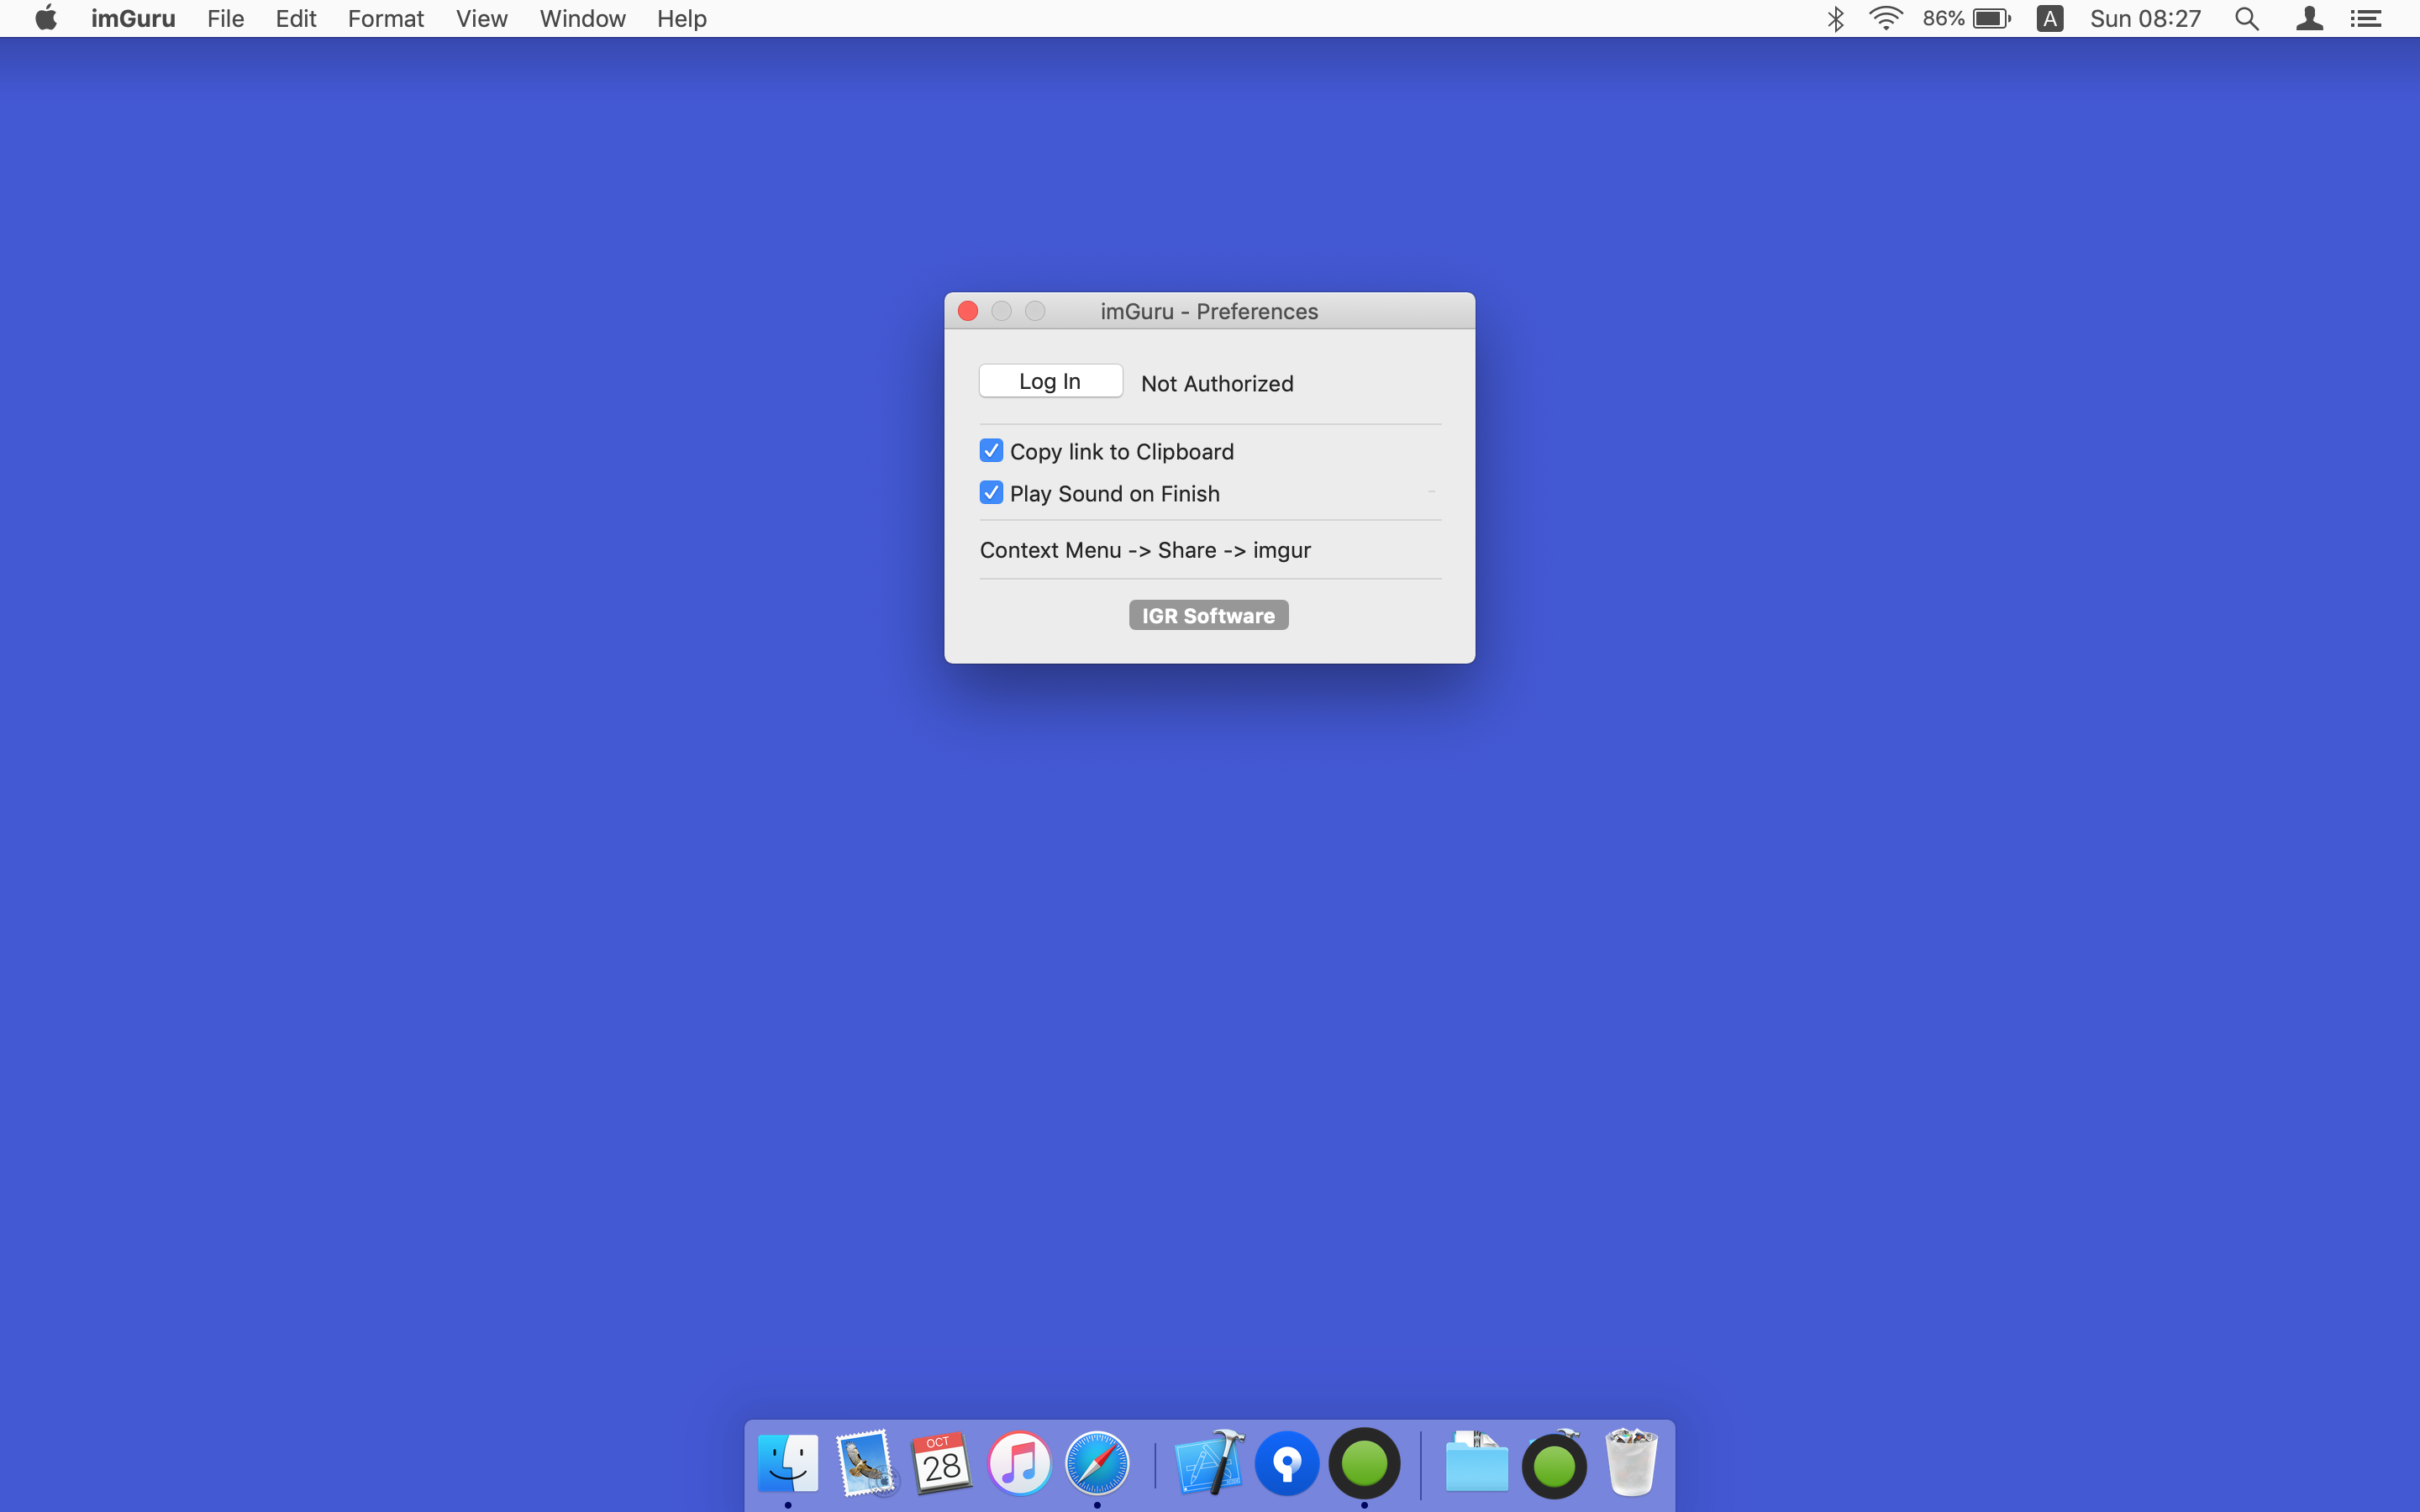 imGuru File Edit Format View Window Help 86% A Sun 08:27
imGuru - Preferences
Log In Not Authorized
Copy link to Clipboard
Play Sound on Finish
Context Menu -> Share -> imgur
IGR Software
OCT
28